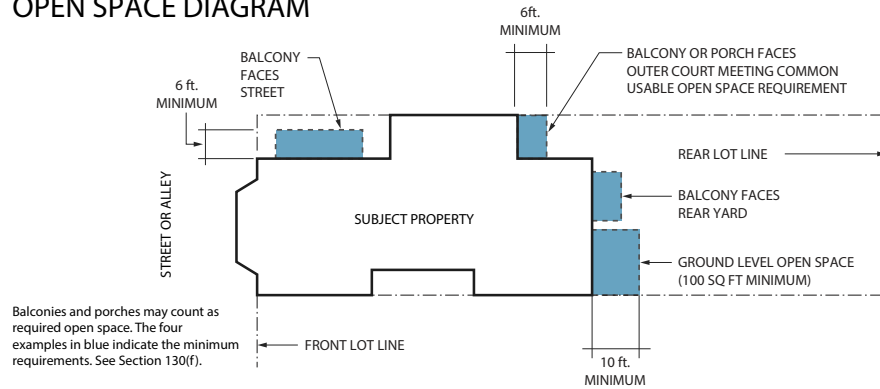 OPEN SPACE DIAGRAM
6ft.
MINIMUM
BALCONY
FACES
STREET
BALCONY OR PORCH FACES
OUTER COURT MEETING COMMON
USABLE OPEN SPACE REQUIREMENT
6 ft.
MINIMUM
REAR LOT LINE
STREET OR ALLEY
SUBJECT PROPERTY
BALCONY FACES
REAR YARD
GROUND LEVEL OPEN SPACE
(100 SQ FT MINIMUM)
Balconies and porches may count as
required open space. The four
examples in blue indicate the minimum
requirements. See Section 130(f).
FRONT LOT LINE
10 ft.
MINIMUM